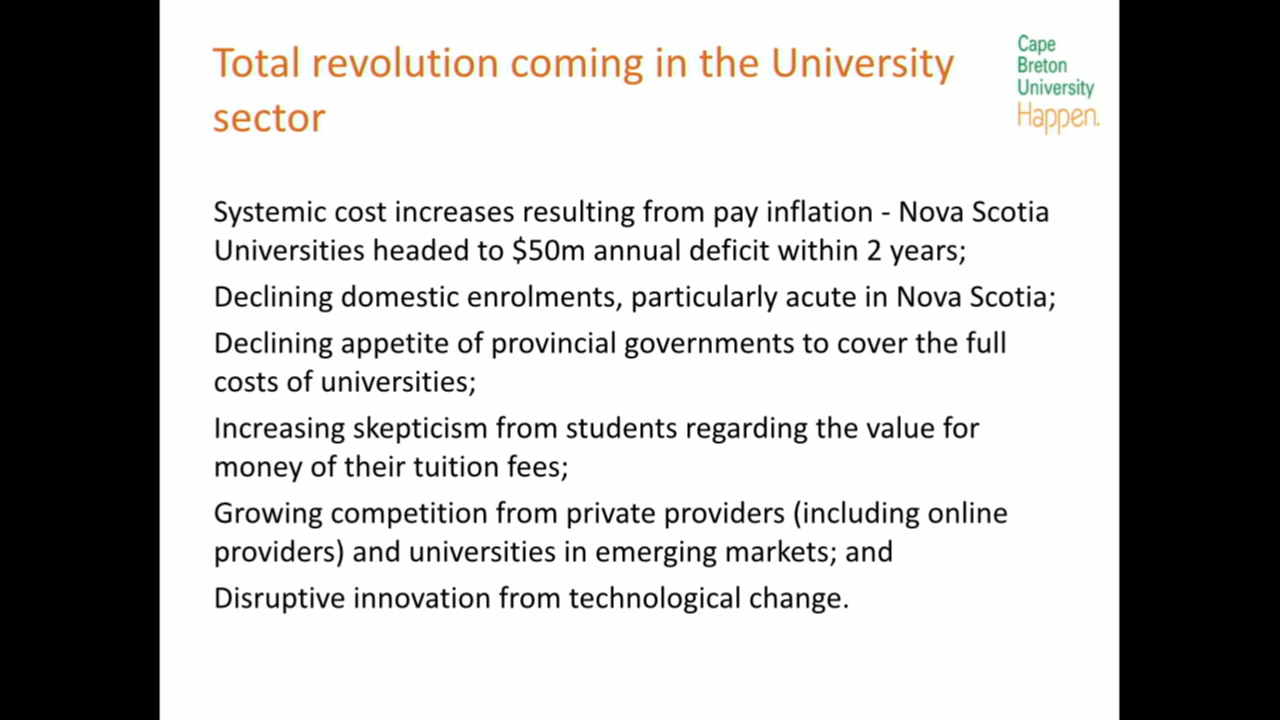 Total revolution coming in the University
sector
Cape
Breton
University
Happen.
Systemic cost increases resulting from pay inflation - Nova Scotia
Universities headed to $50m annual deficit within 2 years;
Declining domestic enrolments, particularly acute in Nova Scotia;
Declining appetite of provincial governments to cover the full
costs of universities;
Increasing skepticism from students regarding the value for
money of their tuition fees;
Growing competition from private providers (including online
providers) and universities in emerging markets; and
Disruptive innovation from technological change.